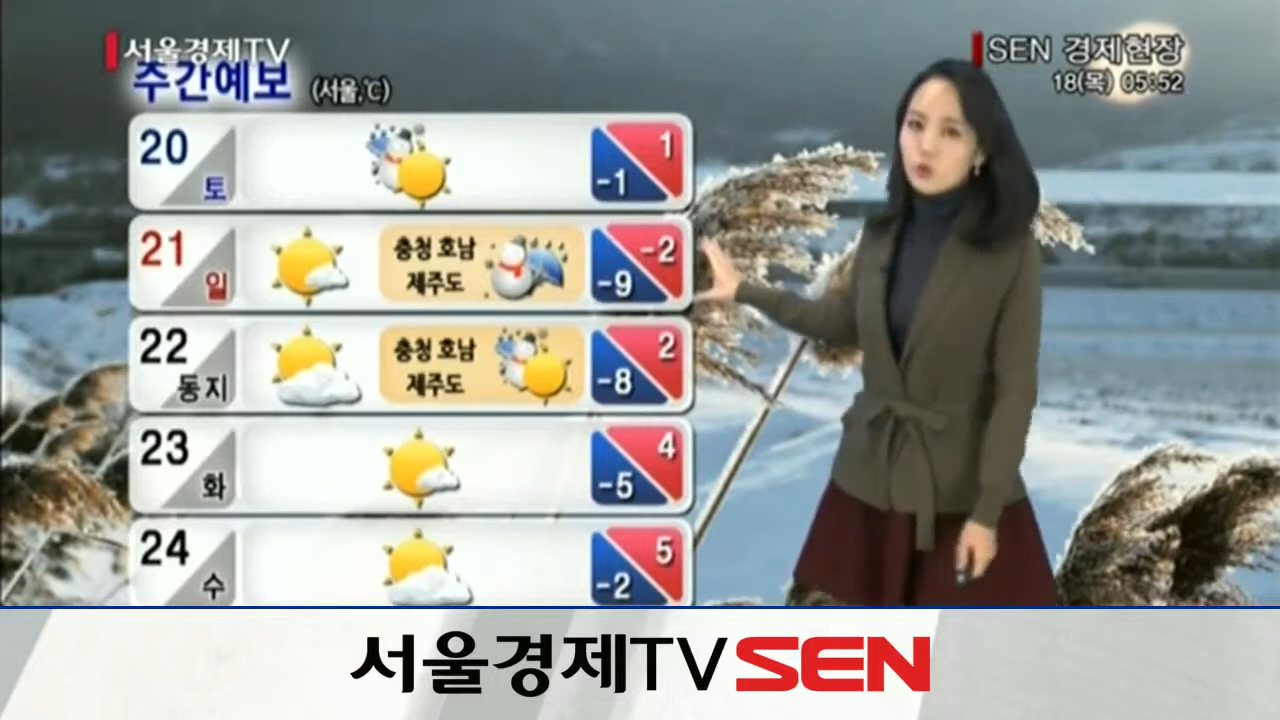 서울경제TV
주간예보 (서울,℃)
SEN 경제현장
18(목) 05:52
20 토 -1 1
21 일 충청 호남 제주도 -9 -2
22 동지 충청 호남 제주도 -8 2
23 화 -5 4
24 수 -2 5
서울경제TV SEN